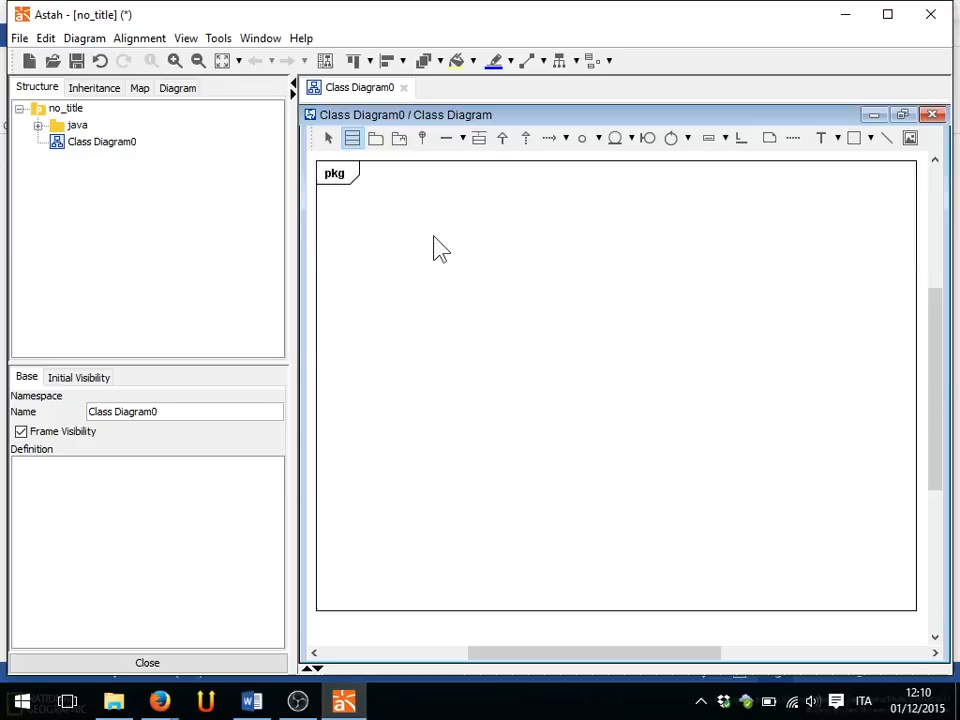 Astah - [no_title] (*)
File Edit Diagram Alignment View Tools Window Help
Structure Inheritance Map Diagram
no_title
java
Class Diagram0
Class Diagram0
Class Diagram0 / Class Diagram
T
pkg
Base Initial Visibility
Namespace
Name Class Diagram0
Frame Visibility
Definition
Close
ITA
12:10
01/12/2015